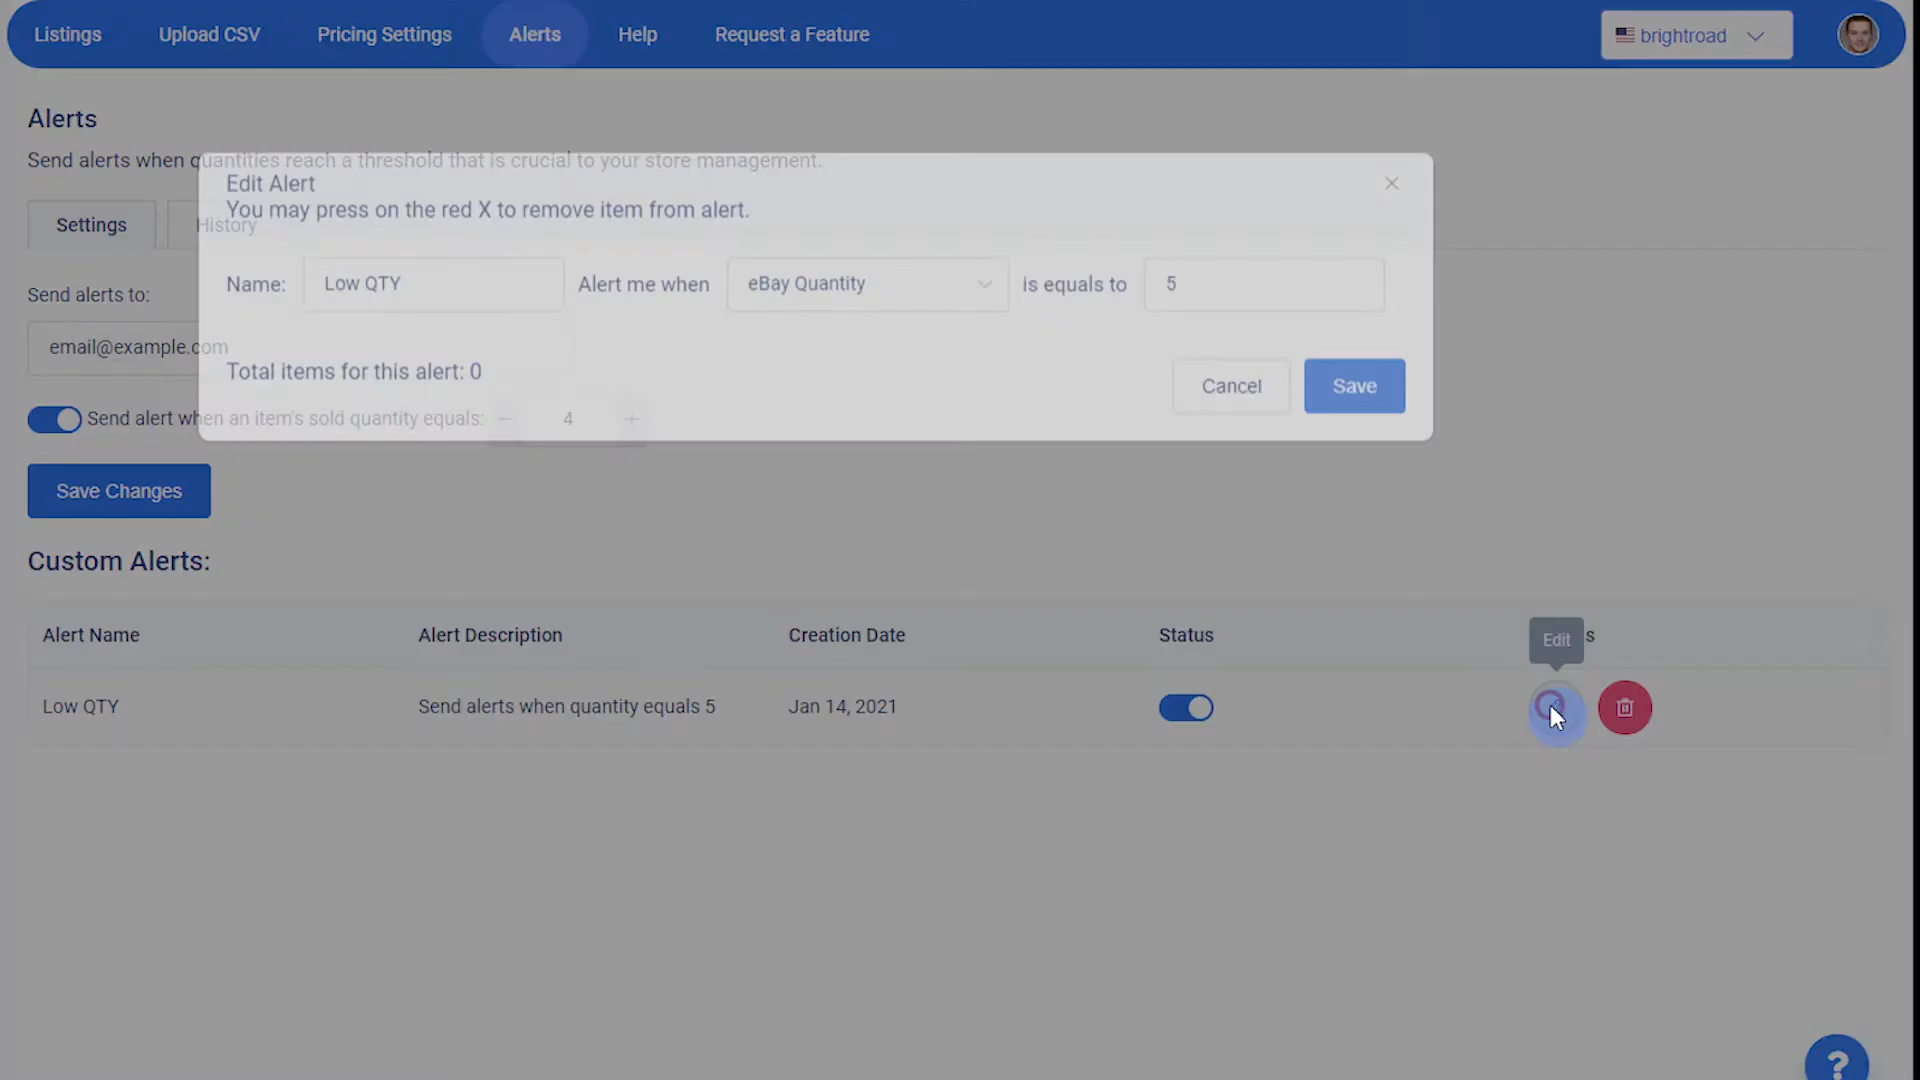 Listings Upload CSV Pricing Settings Alerts Help Request a Feature brightroad
Alerts
Send alerts when quantities reach a threshold that is crucial to your store management.
Edit Alert
You may press on the red X to remove item from alert.
Settings History
Name: Low QTY Alert me when eBay Quantity is equals to 5
Send alerts to:
email@example.com
Total items for this alert: 0
Cancel Save
Send alert when an item's sold quantity equals: − 4 +
Save Changes
Custom Alerts:
Alert Name Alert Description Creation Date Status Edit s
Low QTY Send alerts when quantity equals 5 Jan 14, 2021
?